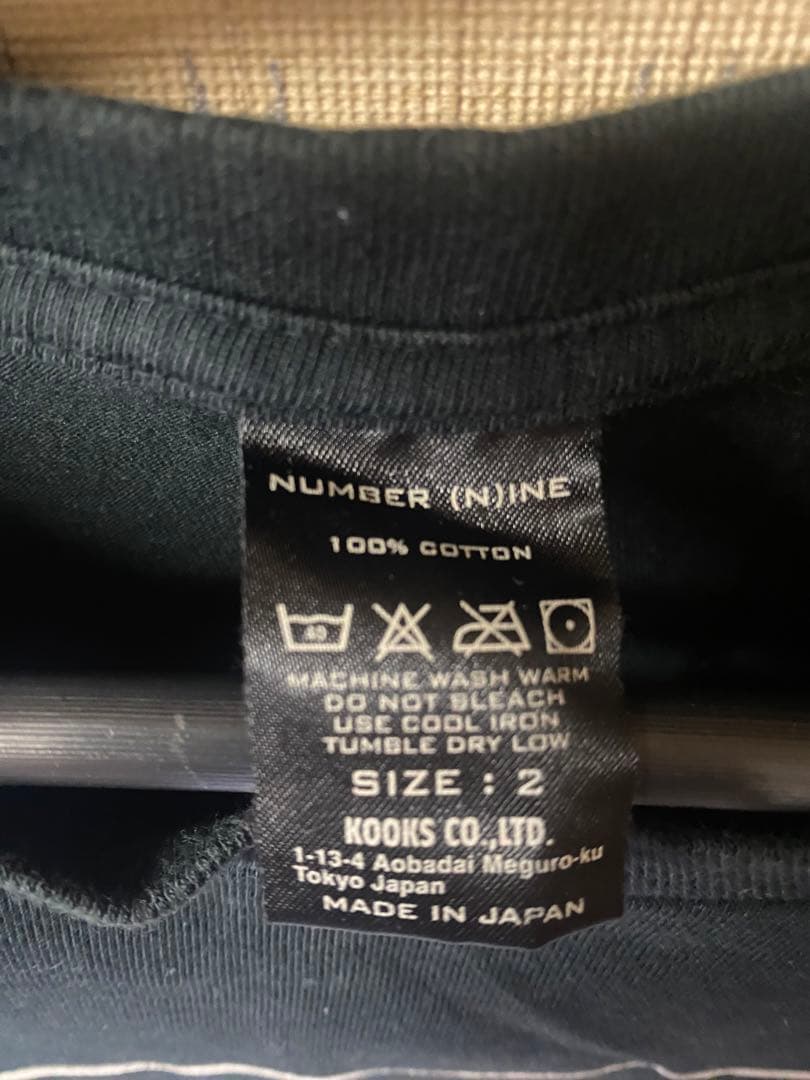 NUMBER (N)INE
100% COTTON
40
MACHINE WASH WARM
DO NOT BLEACH
USE COOL IRON
TUMBLE DRY LOW
SIZE : 2
KOOKS CO.,LTD.
1-13-4 Aobadai Meguro-ku
Tokyo Japan
MADE IN JAPAN